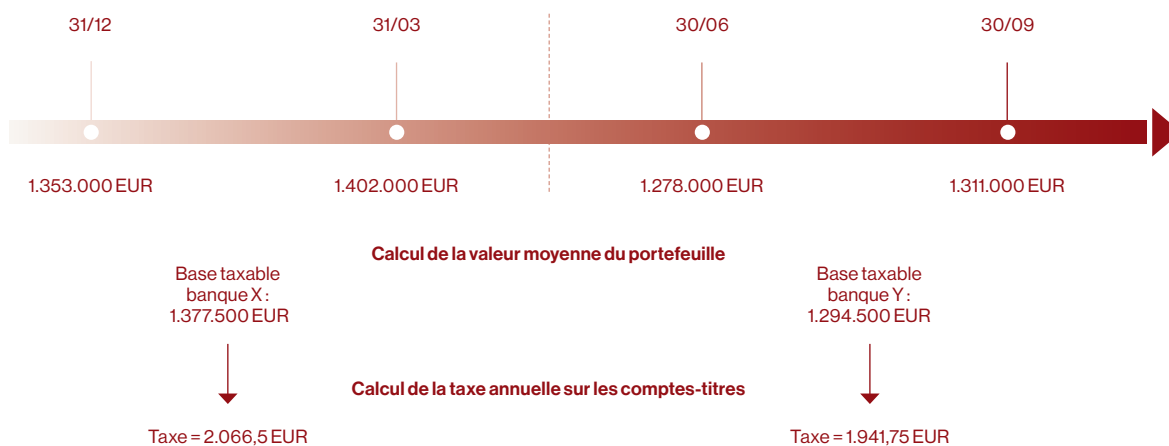 31/12
31/03
30/06
30/09
1.353.000 EUR
1.402.000 EUR
1.278.000 EUR
1.311.000 EUR
Calcul de la valeur moyenne du portefeuille
Base taxable
banque X :
1.377.500 EUR
Base taxable
banque Y :
1.294.500 EUR
Calcul de la taxe annuelle sur les comptes-titres
Taxe = 2.066,5 EUR
Taxe = 1.941,75 EUR